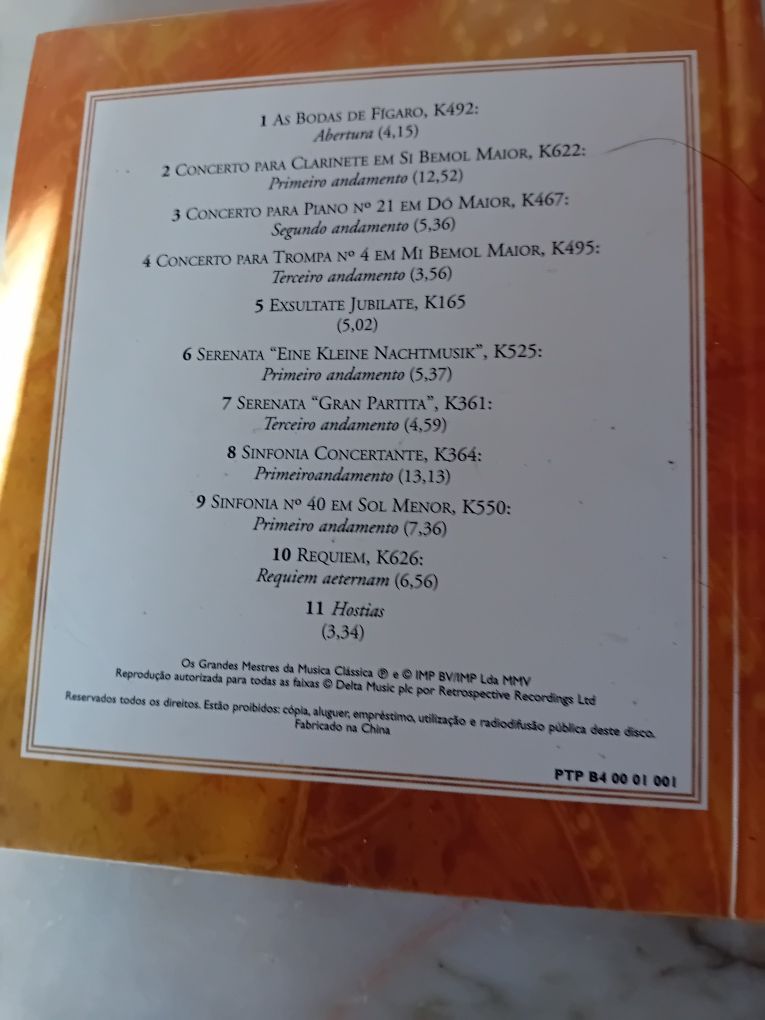 1 As Bodas de Fígaro, K492:
Abertura (4,15)
2 Concerto para Clarinete em Si Bemol Maior, K622:
Primeiro andamento (12,52)
3 Concerto para Piano nº 21 em Dó Maior, K467:
Segundo andamento (5,36)
4 Concerto para Trompa nº 4 em Mi Bemol Maior, K495:
Terceiro andamento (3,56)
5 Exsultate Jubilate, K165
(5,02)
6 Serenata “Eine Kleine Nachtmusik”, K525:
Primeiro andamento (5,37)
7 Serenata “Gran Partita”, K361:
Terceiro andamento (4,59)
8 Sinfonia Concertante, K364:
Primeiroandamento (13,13)
9 Sinfonia nº 40 em Sol Menor, K550:
Primeiro andamento (7,36)
10 Requiem, K626:
Requiem aeternam (6,56)
11 Hostias
(3,34)
Os Grandes Mestres da Musica Clássica ℗ e © IMP BV/IMP Lda MMV
Reprodução autorizada para todas as faixas © Delta Music plc por Retrospective Recordings Ltd
Reservados todos os direitos. Estão proibidos: cópia, aluguer, empréstimo, utilização e radiodifusão pública deste disco.
Fabricado na China
PTP B4 00 01 001